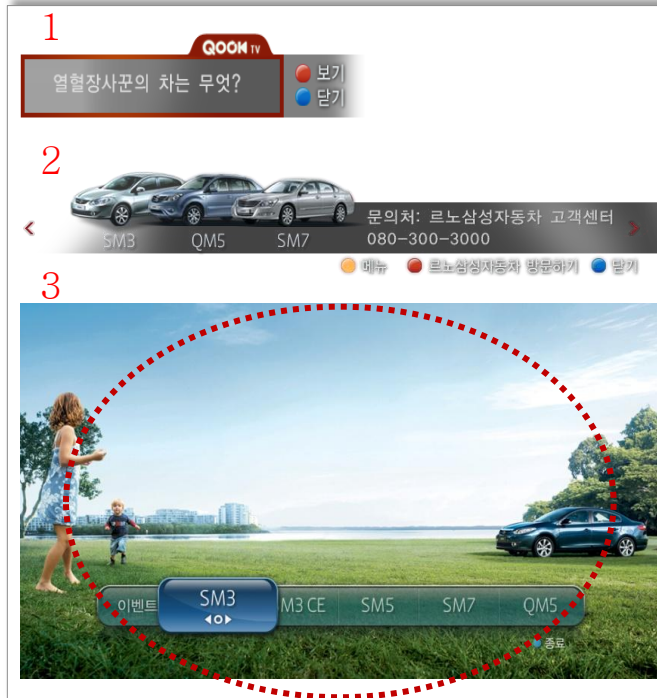 1
QOOK TV
열혈장사꾼의 차는 무엇?
보기
닫기
2
SM3 QM5 SM7
문의처: 르노삼성자동차 고객센터
080-300-3000
메뉴 르노삼성자동차 방문하기 닫기
3
이벤트 SM3 M3 CE SM5 SM7 QM5
종료